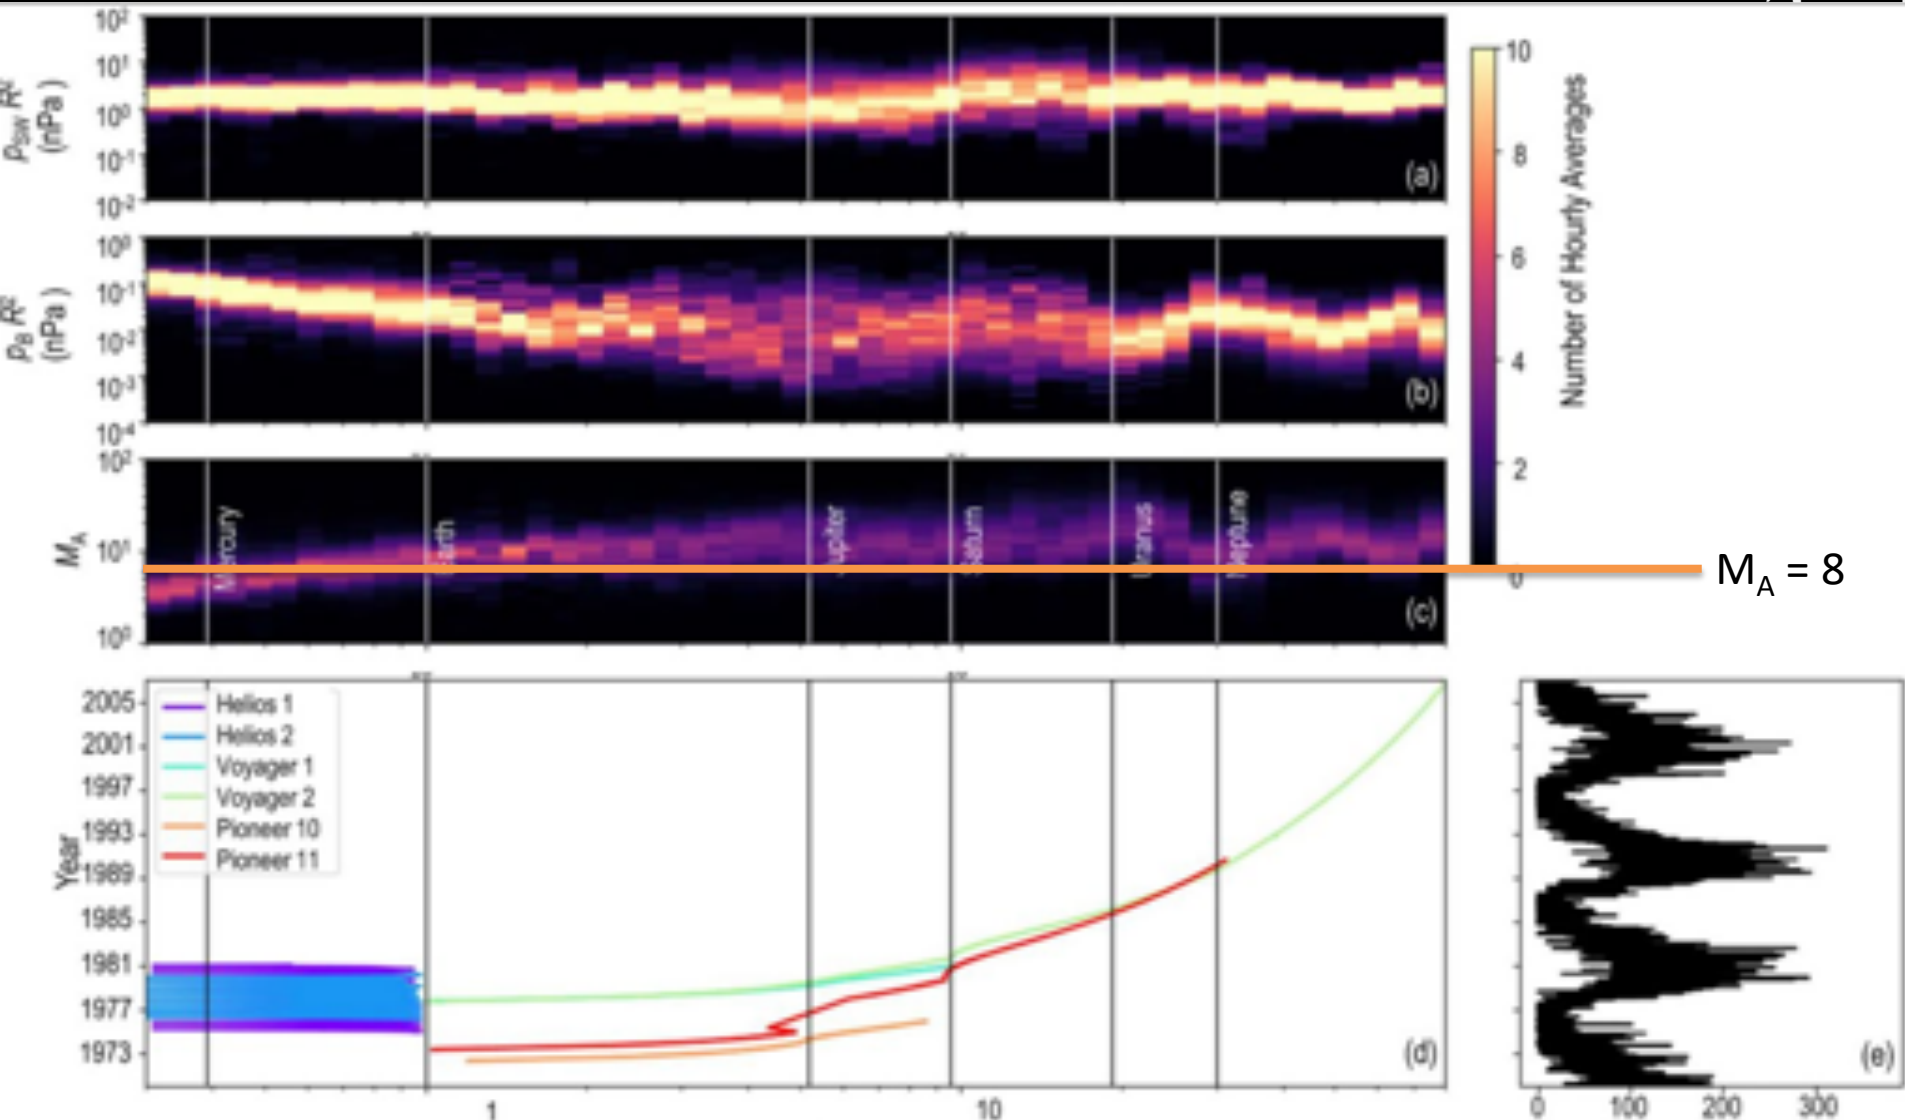 10²
10¹
10⁰
10⁻¹
10⁻²
p_SW R²
(nPa)
(a)
10
8
6
4
2
0
Number of Hourly Averages
10⁰
10⁻¹
10⁻²
10⁻³
10⁻⁴
p_B R²
(nPa)
(b)
10²
10¹
10⁰
M_A
Mercury
Earth
Jupiter
Saturn
Uranus
Neptune
(c)
M_A = 8
2005
2001
1997
1993
1989
1985
1981
1977
1973
Year
Helios 1
Helios 2
Voyager 1
Voyager 2
Pioneer 10
Pioneer 11
(d)
(e)
1 10
0 100 200 300